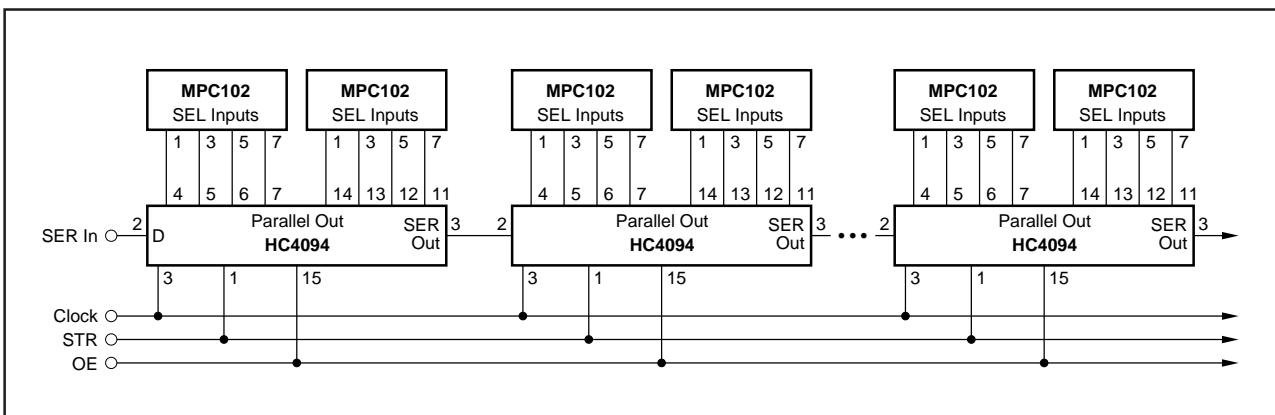 MPC102 MPC102 MPC102 MPC102 MPC102 MPC102
SEL Inputs SEL Inputs SEL Inputs SEL Inputs SEL Inputs SEL Inputs
1 3 5 7 1 3 5 7 1 3 5 7 1 3 5 7 1 3 5 7 1 3 5 7
4 5 6 7 14 13 12 11 4 5 6 7 14 13 12 11 4 5 6 7 14 13 12 11
SER In 2 D Parallel Out HC4094 SER Out 3 2 Parallel Out HC4094 SER Out 3 ••• 2 Parallel Out HC4094 SER Out 3
3 1 15 3 1 15 3 1 15
Clock
STR
OE